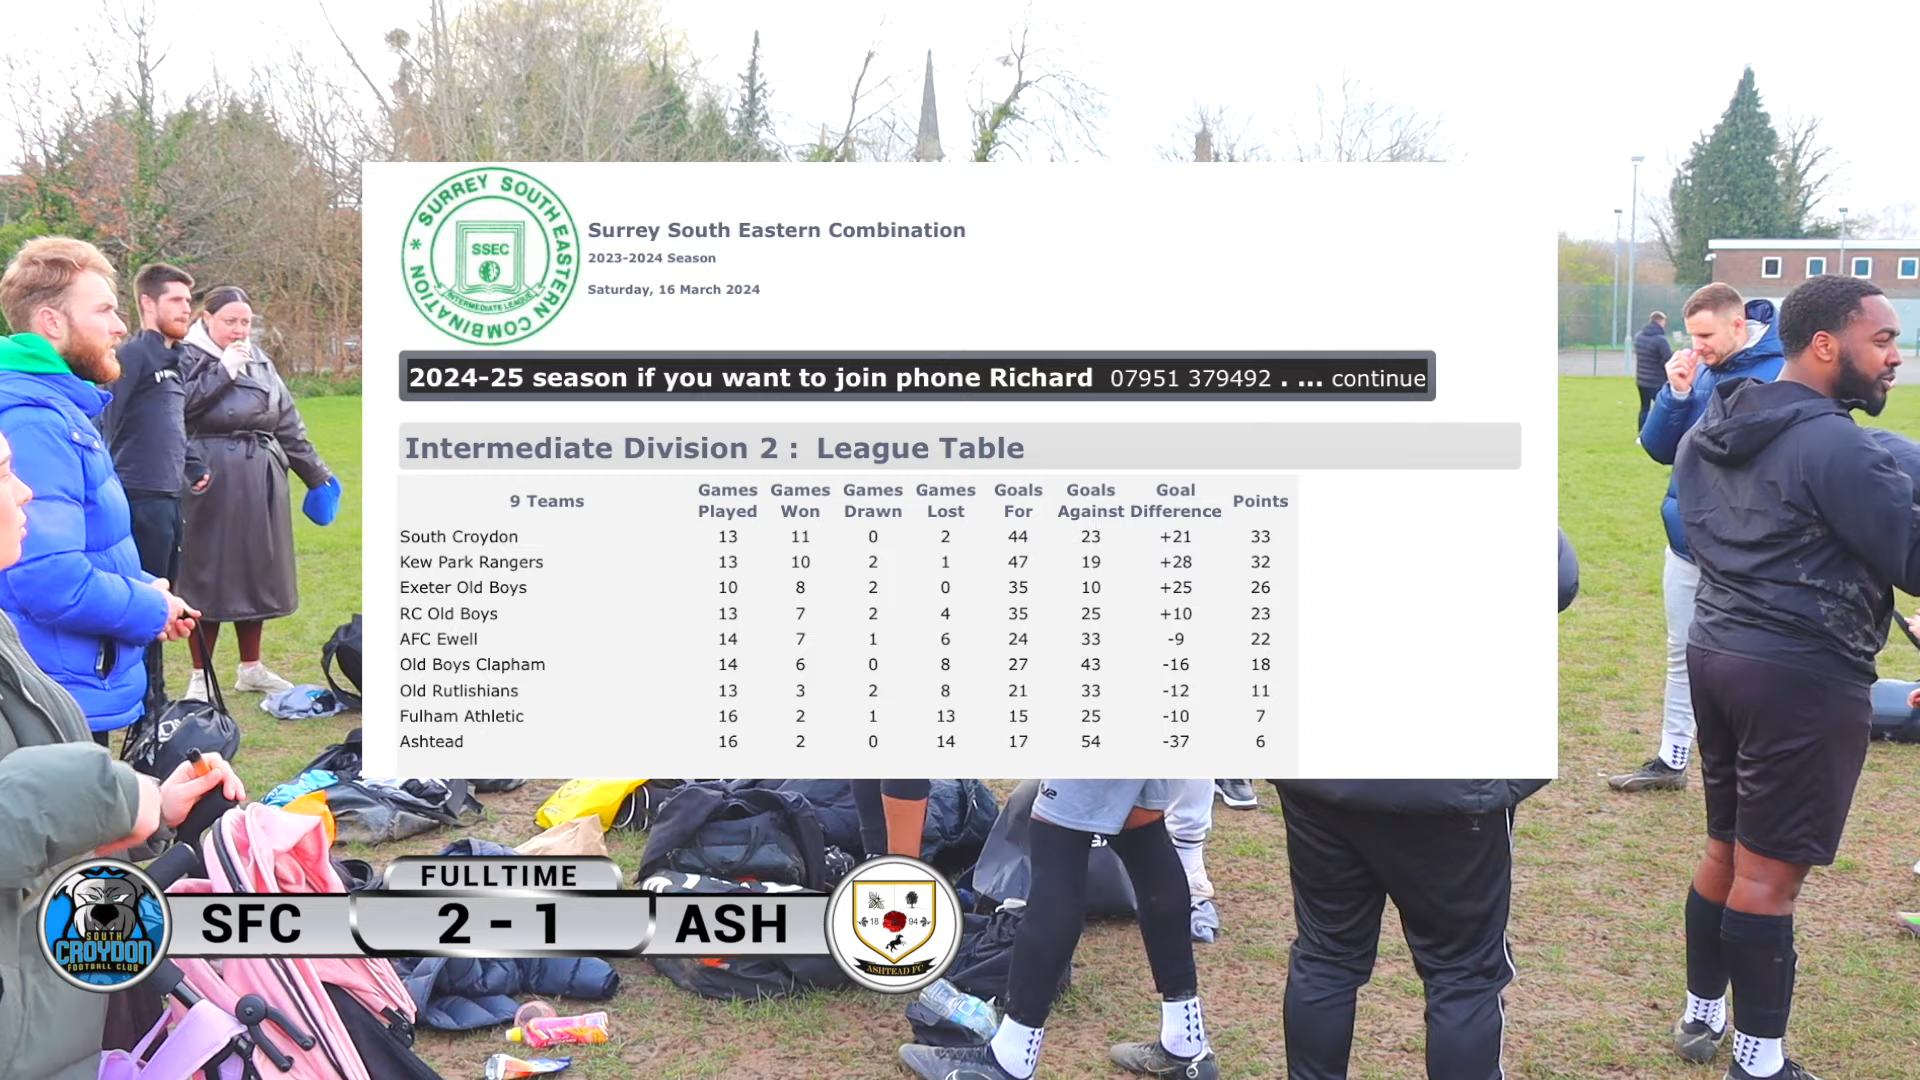 * SURREY SOUTH EASTERN COMBINATION
SSEC
INTERMEDIATE LEAGUE
Surrey South Eastern Combination
2023-2024 Season
Saturday, 16 March 2024
2024-25 season if you want to join phone Richard 07951 379492 . ... continue
Intermediate Division 2 : League Table
9 Teams Games Played Games Won Games Drawn Games Lost Goals For Goals Against Goal Difference Points
South Croydon 13 11 0 2 44 23 +21 33
Kew Park Rangers 13 10 2 1 47 19 +28 32
Exeter Old Boys 10 8 2 0 35 10 +25 26
RC Old Boys 13 7 2 4 35 25 +10 23
AFC Ewell 14 7 1 6 24 33 -9 22
Old Boys Clapham 14 6 0 8 27 43 -16 18
Old Rutlishians 13 3 2 8 21 33 -12 11
Fulham Athletic 16 2 1 13 15 25 -10 7
Ashtead 16 2 0 14 17 54 -37 6
FULLTIME
SFC 2 - 1 ASH
SOUTH
CROYDON
FOOTBALL CLUB
18 94
ASHTEAD FC